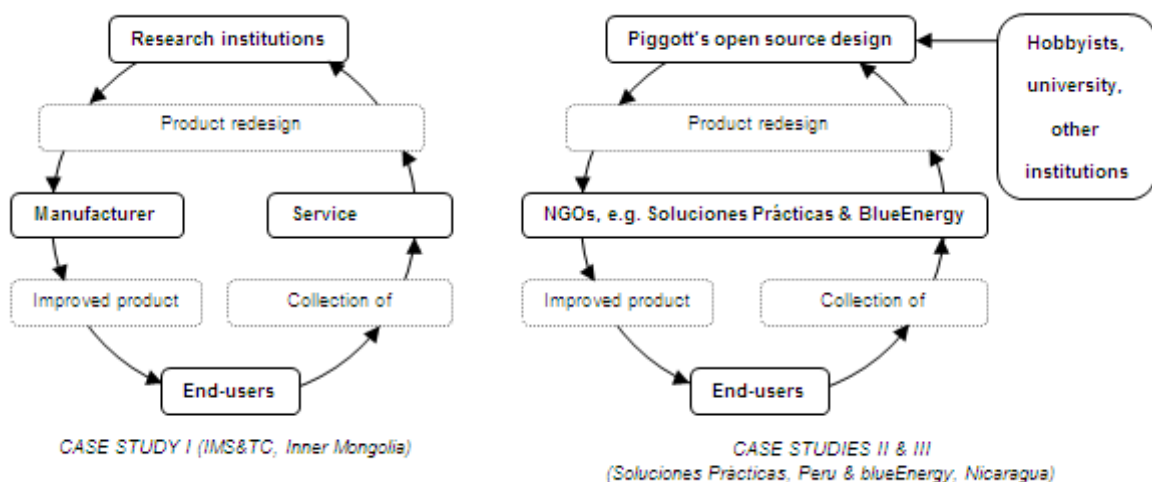 Research institutions
Product redesign
Manufacturer
Service
Improved product
Collection of
End-users
CASE STUDY I (IMS&TC, Inner Mongolia)
Piggott's open source design
Hobbyists,
university,
other
institutions
Product redesign
NGOs, e.g. Soluciones Prácticas & BlueEnergy
Improved product
Collection of
End-users
CASE STUDIES II & III
(Soluciones Pràcticas, Peru & blueEnergy, Nicaragua)